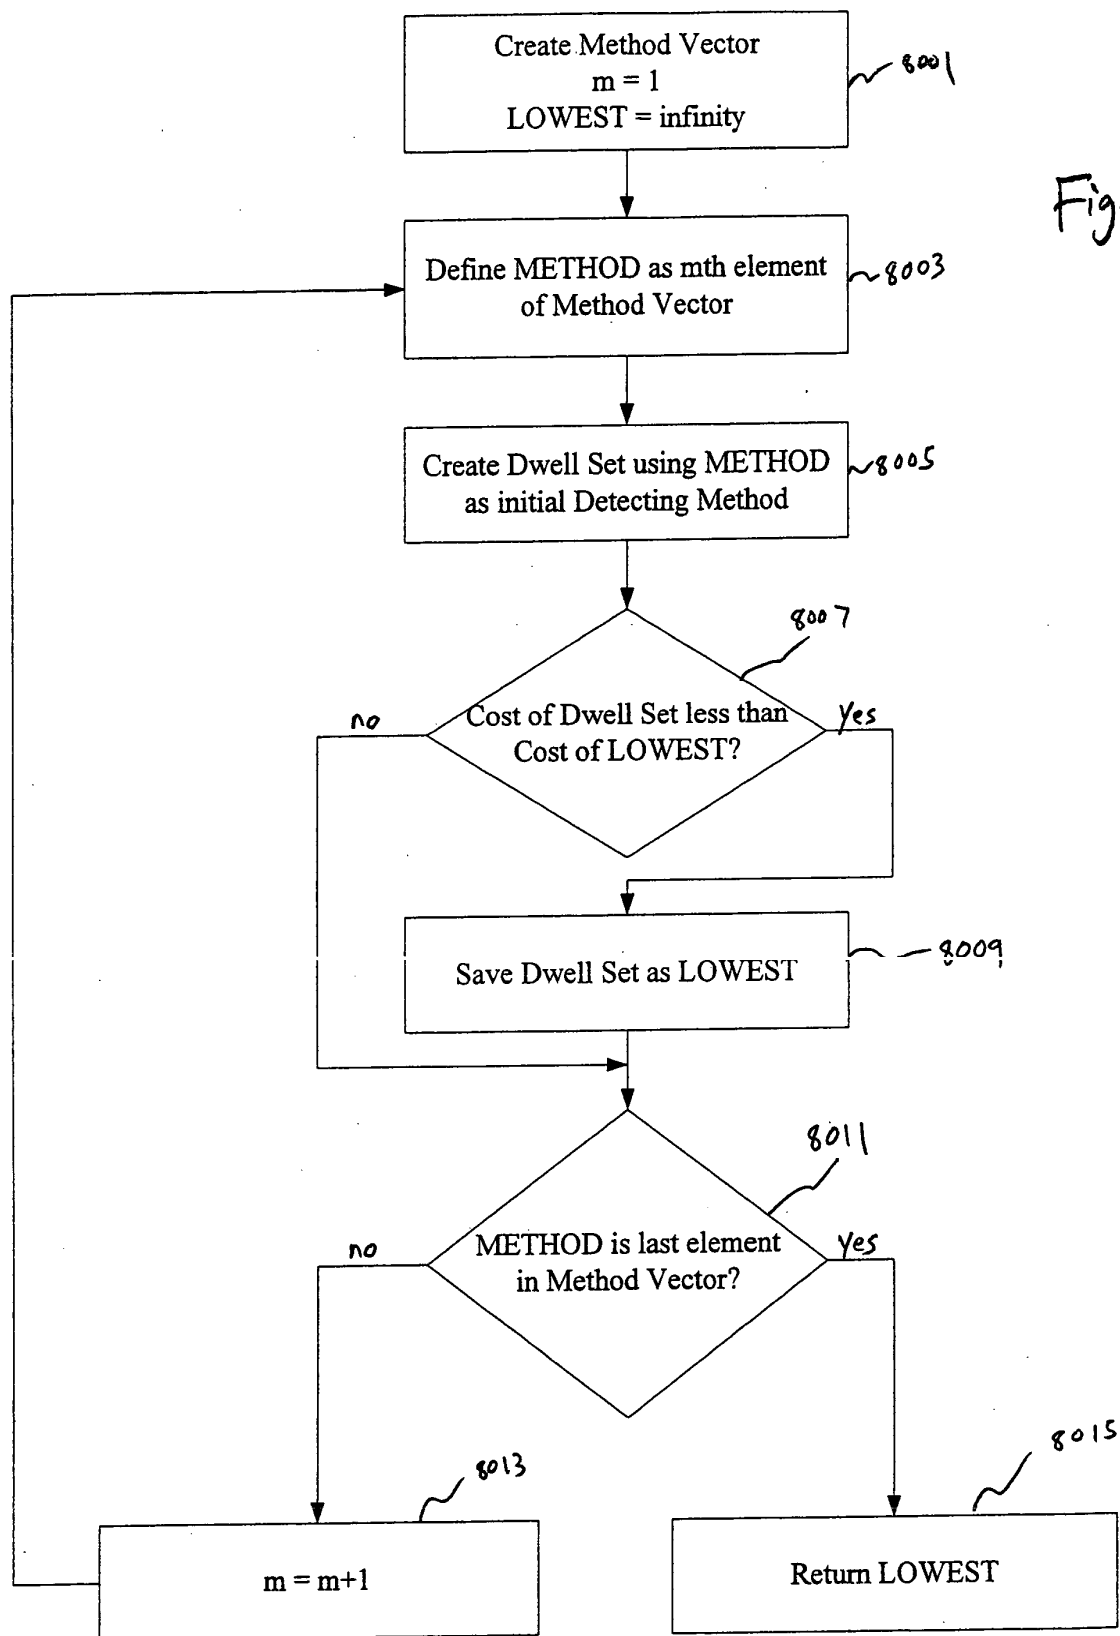 Create Method Vector
m = 1
LOWEST = infinity
8001
Fig
Define METHOD as mth element
of Method Vector
8003
Create Dwell Set using METHOD
as initial Detecting Method
8005
8007
no
Cost of Dwell Set less than
Cost of LOWEST?
yes
Save Dwell Set as LOWEST
8009
8011
no
METHOD is last element
in Method Vector?
yes
8013
8015
m = m+1
Return LOWEST